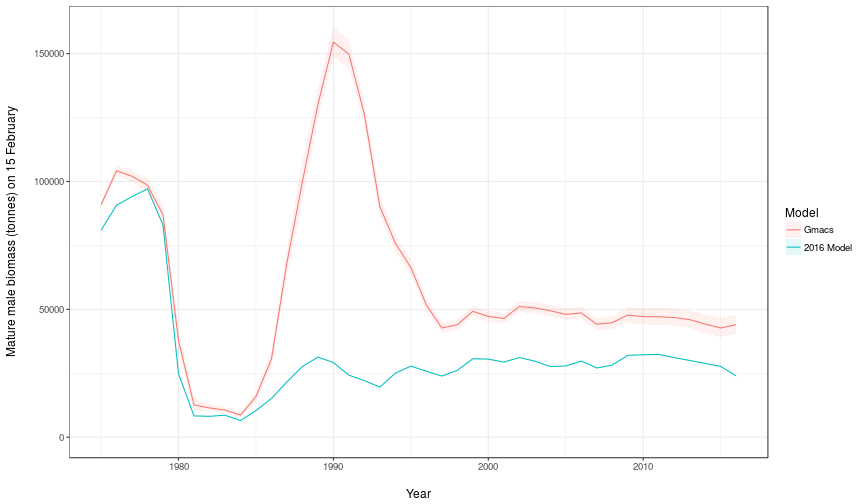 Mature male biomass (tonnes) on 15 February
150000
100000
50000
0
1980
1990
2000
2010
Year
Model
Gmacs
2016 Model